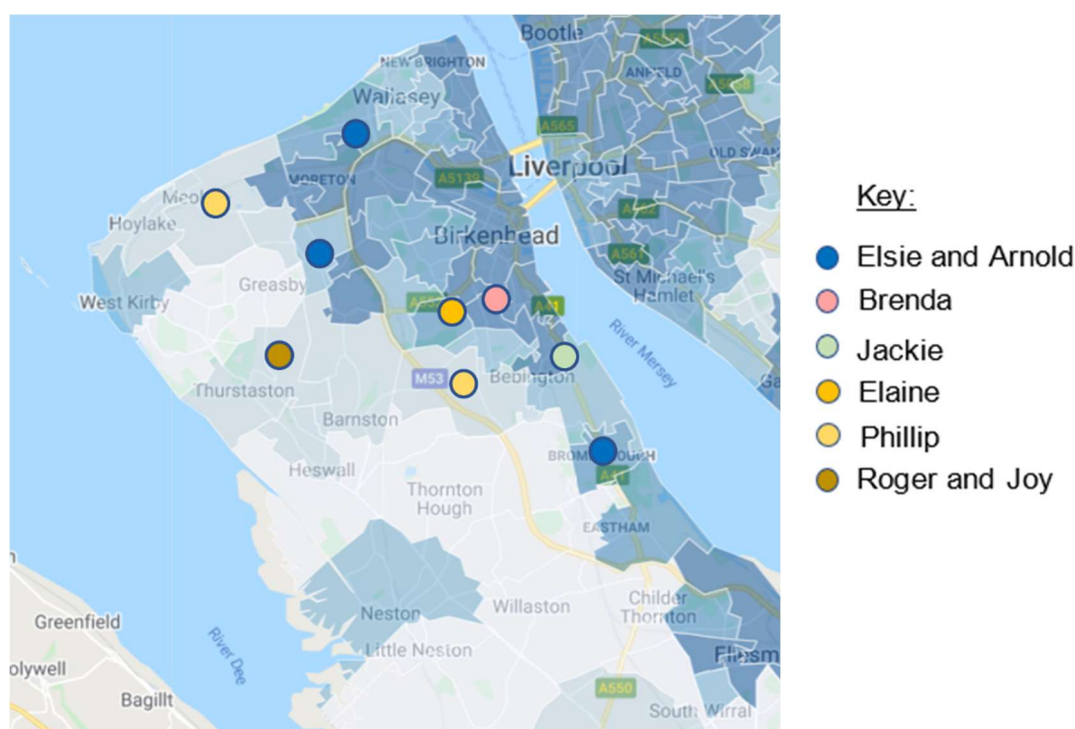 Bootle
NEW BRIGHTON
ANFIELD
Wallasey
A565
OLD SWAN
Liverpool
MORETON
A5139
Hoylake
Birkenhead
A561
St Michael's
Hamlet
Greasby
West Kirby
A41
River Mersey
M53
Bebington
Thurstaston
Barnston
Heswall
Thornton
Hough
A41
EASTHAM
Neston
Willaston
Childer
Thornton
Greenfield
River Dee
Little Neston
olywell
Bagillt
A550
South Wirral
Key:
Elsie and Arnold
Brenda
Jackie
Elaine
Phillip
Roger and Joy